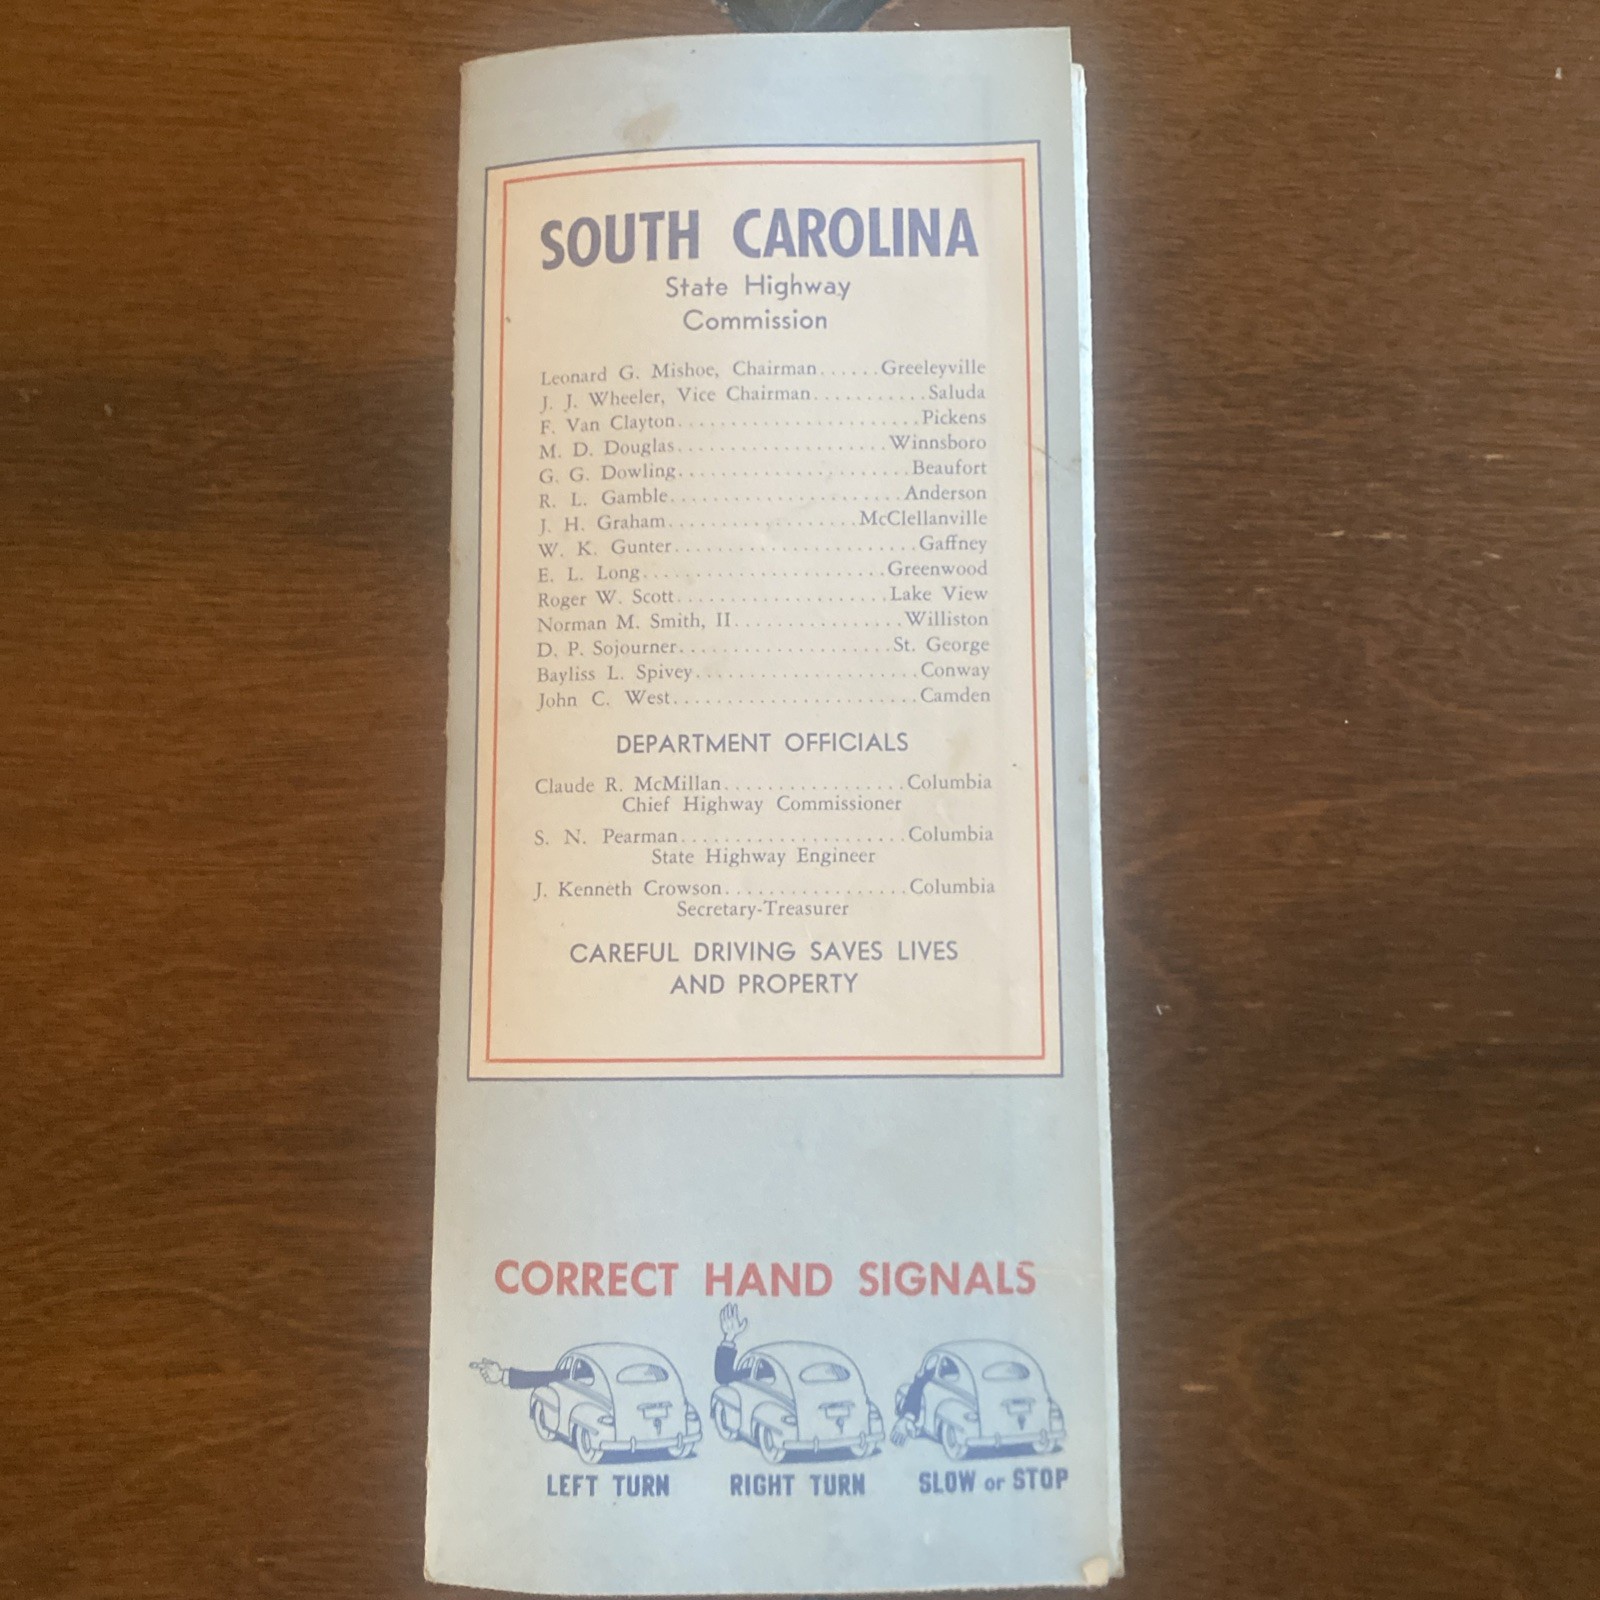 SOUTH CAROLINA
State Highway
Commission
Leonard G. Mishoe, Chairman......Greeleyville
J. J. Wheeler, Vice Chairman...........Saluda
F. Van Clayton.......................Pickens
M. D. Douglas....................Winnsboro
G. G. Dowling......................Beaufort
R. L. Gamble......................Anderson
J. H. Graham..................McClellanville
W. K. Gunter.......................Gaffney
E. L. Long.......................Greenwood
Roger W. Scott....................Lake View
Norman M. Smith, II................Williston
D. P. Sojourner....................St. George
Bayliss L. Spivey.....................Conway
John C. West.......................Camden
DEPARTMENT OFFICIALS
Claude R. McMillan.................Columbia
Chief Highway Commissioner
S. N. Pearman.....................Columbia
State Highway Engineer
J. Kenneth Crowson.................Columbia
Secretary-Treasurer
CAREFUL DRIVING SAVES LIVES
AND PROPERTY
CORRECT HAND SIGNALS
LEFT TURN
RIGHT TURN
SLOW or STOP